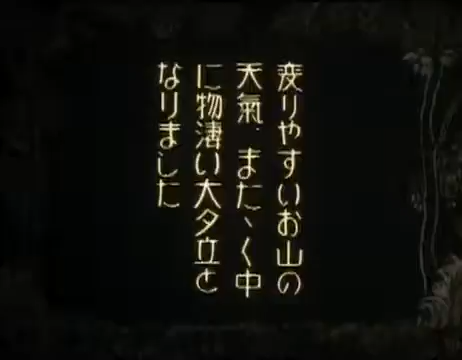 変りやすいお山の
天氣、またゝく中
に物凄い大夕立と
なりました